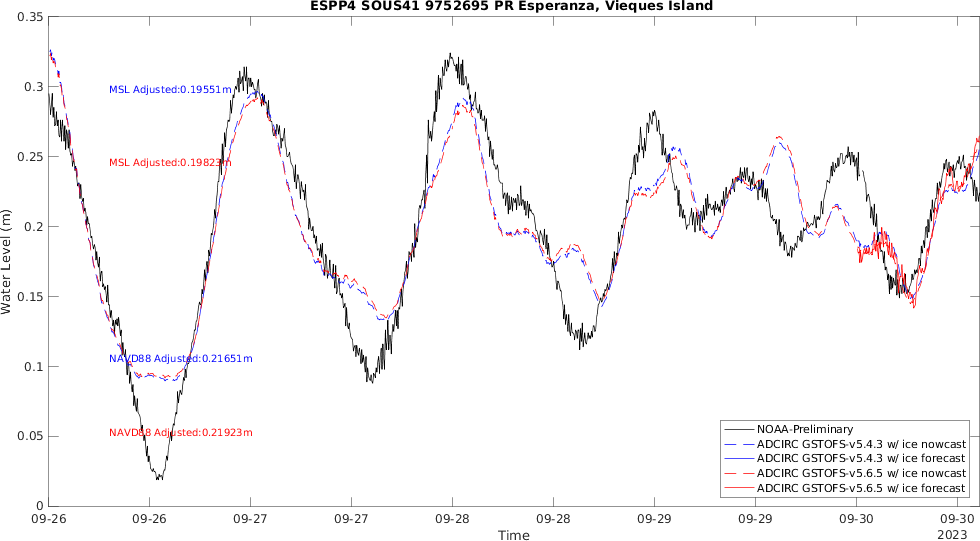 ESPP4 SOUS41 9752695 PR Esperanza, Vieques Island
0.35
0.3
0.25
0.2
0.15
0.1
0.05
0
Water Level (m)
MSL Adjusted:0.19551m
MSL Adjusted:0.19823m
NAVD88 Adjusted:0.21651m
NAVD88 Adjusted:0.21923m
NOAA-Preliminary
ADCIRC GSTOFS-v5.4.3 w/ ice nowcast
ADCIRC GSTOFS-v5.4.3 w/ ice forecast
ADCIRC GSTOFS-v5.6.5 w/ ice nowcast
ADCIRC GSTOFS-v5.6.5 w/ ice forecast
09-26 09-26 09-27 09-27 09-28 09-28 09-29 09-29 09-30 09-30
Time
2023